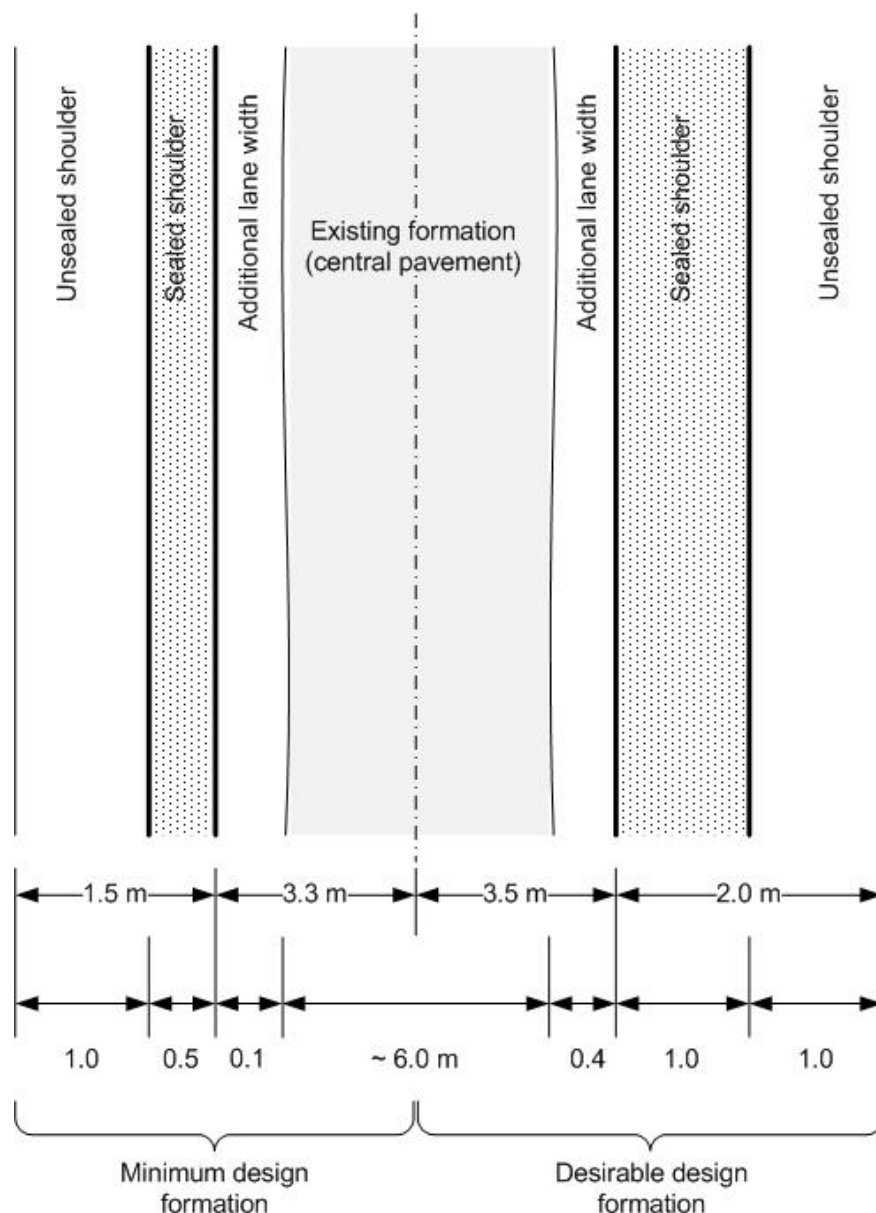 Unsealed shoulder
Sealed shoulder
Additional lane width
Existing formation
(central pavement)
Additional lane width
Sealed shoulder
Unsealed shoulder
1.5 m
3.3 m
3.5 m
2.0 m
1.0
0.5
0.1
~ 6.0 m
0.4
1.0
1.0
Minimum design
formation
Desirable design
formation